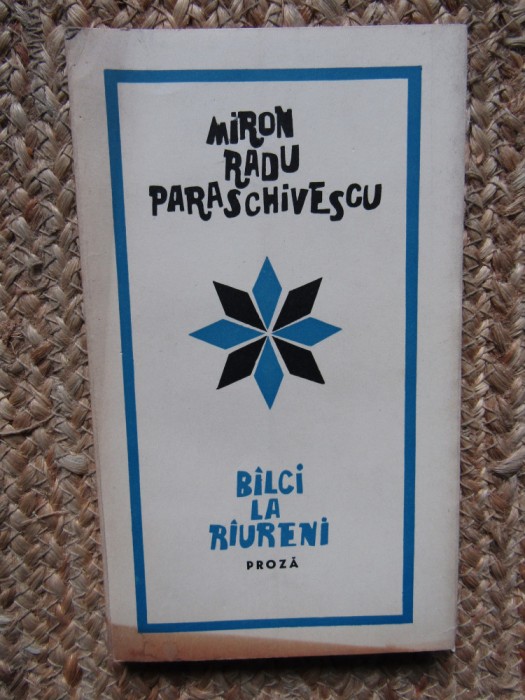 MIRON
RADU
PARASCHIVESCU
BÎLCI
LA
RÎURENI
PROZĂ